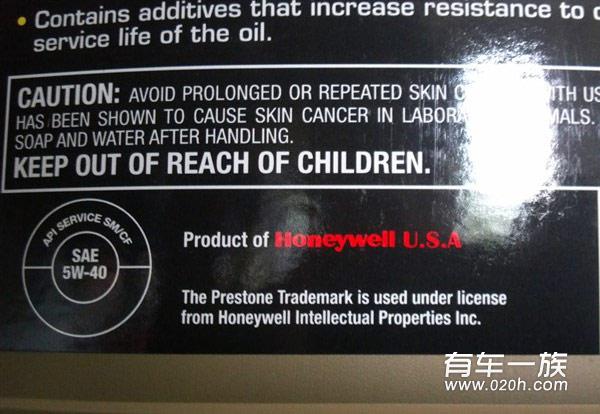 • Contains additives that increase resistance to
service life of the oil.
CAUTION: AVOID PROLONGED OR REPEATED SKIN WITH
HAS BEEN SHOWN TO CAUSE SKIN CANCER IN
SOAP AND WATER AFTER HANDLING.
KEEP OUT OF REACH OF CHILDREN.
API SERVICE SM/CF
SAE
5W-40
Product of Honeywell U.S.A
The Prestone Trademark is used under license
from Honeywell Intellectual Properties Inc.
有车一族
www.020h.com